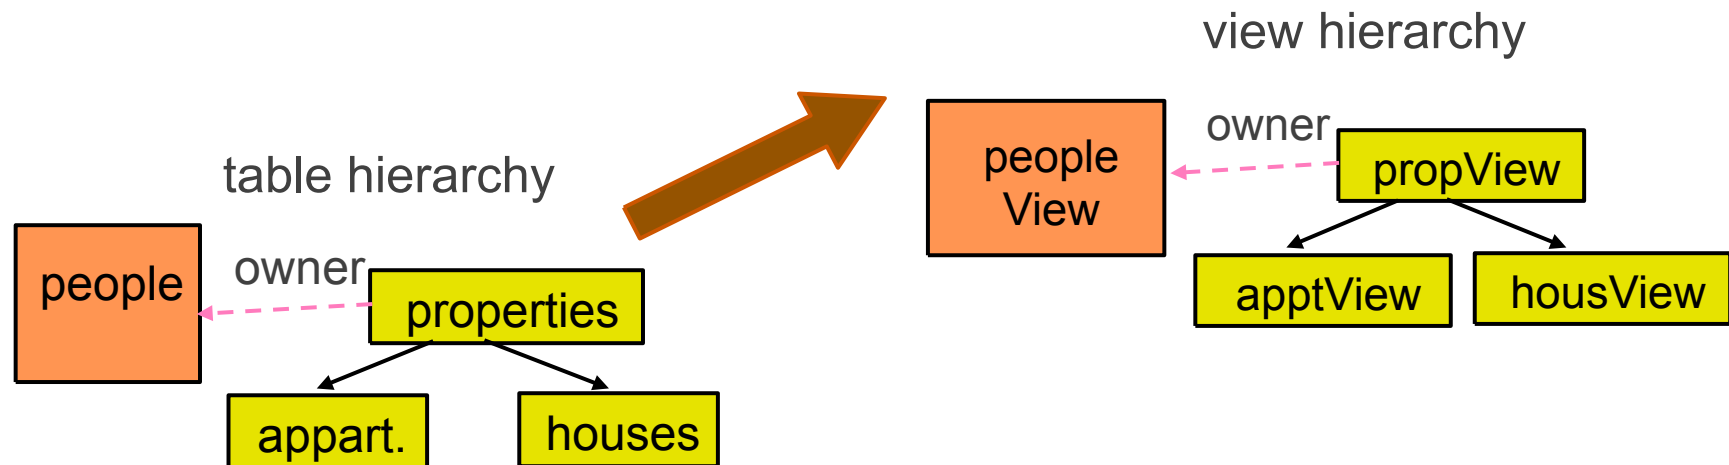 table hierarchy
people
owner
properties
appart.
houses
view hierarchy
people
View
owner
propView
apptView
housView